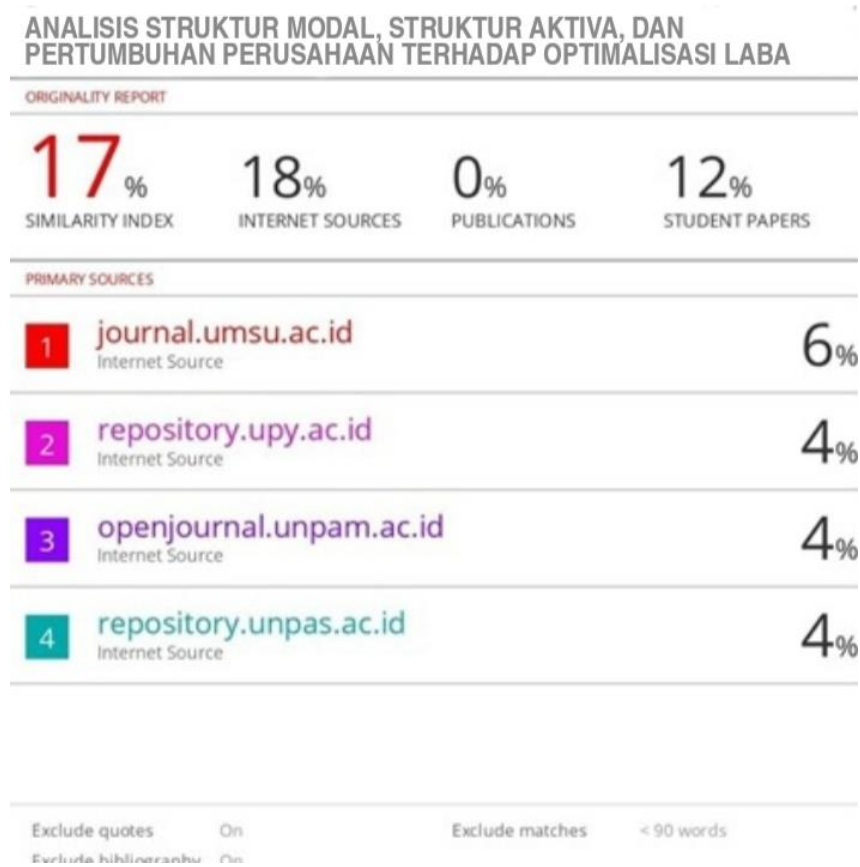 ANALISIS STRUKTUR MODAL, STRUKTUR AKTIVA, DAN
PERTUMBUHAN PERUSAHAAN TERHADAP OPTIMALISASI LABA
ORIGINALITY REPORT
17% 18% 0% 12%
SIMILARITY INDEX INTERNET SOURCES PUBLICATIONS STUDENT PAPERS
PRIMARY SOURCES
1 journal.umsu.ac.id 6%
Internet Source
2 repository.upy.ac.id 4%
Internet Source
3 openjournal.unpam.ac.id 4%
Internet Source
4 repository.unpas.ac.id 4%
Internet Source
Exclude quotes On Exclude matches < 90 words
Exclude bibliography On